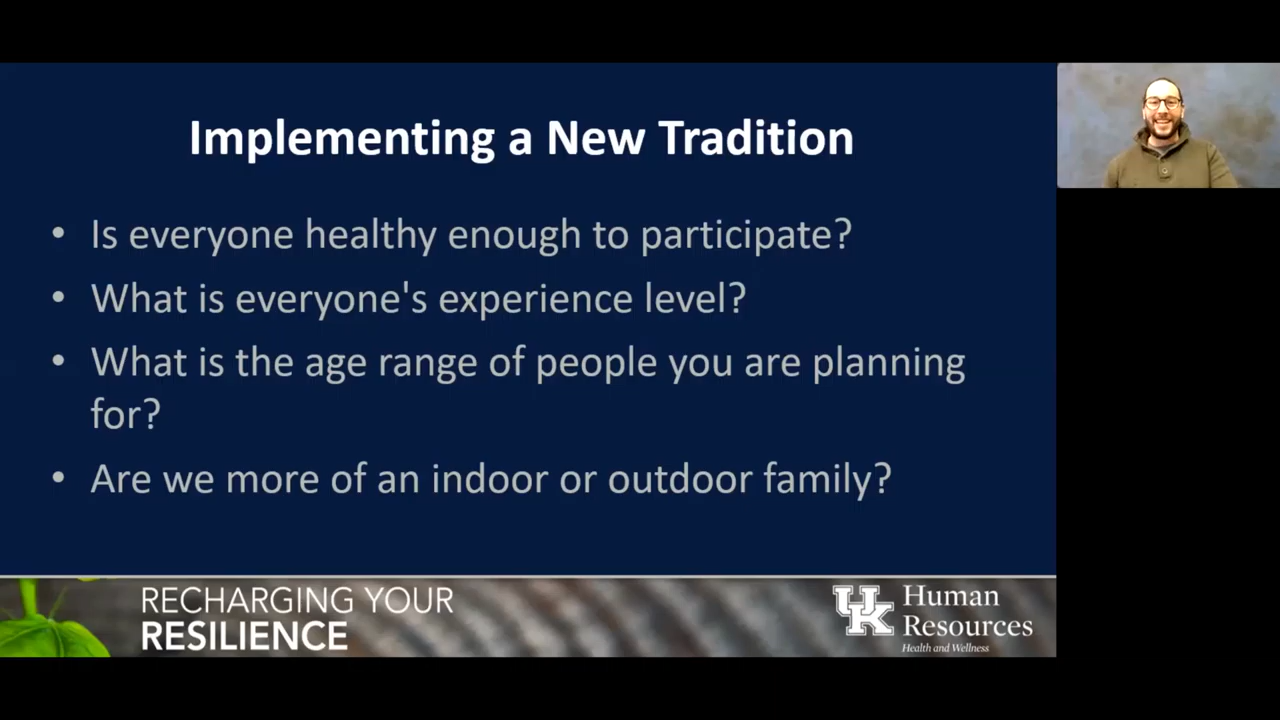 Implementing a New Tradition
• Is everyone healthy enough to participate?
• What is everyone's experience level?
• What is the age range of people you are planning
for?
• Are we more of an indoor or outdoor family?
RECHARGING YOUR
RESILIENCE
UK
Human
Resources
Health and Wellness